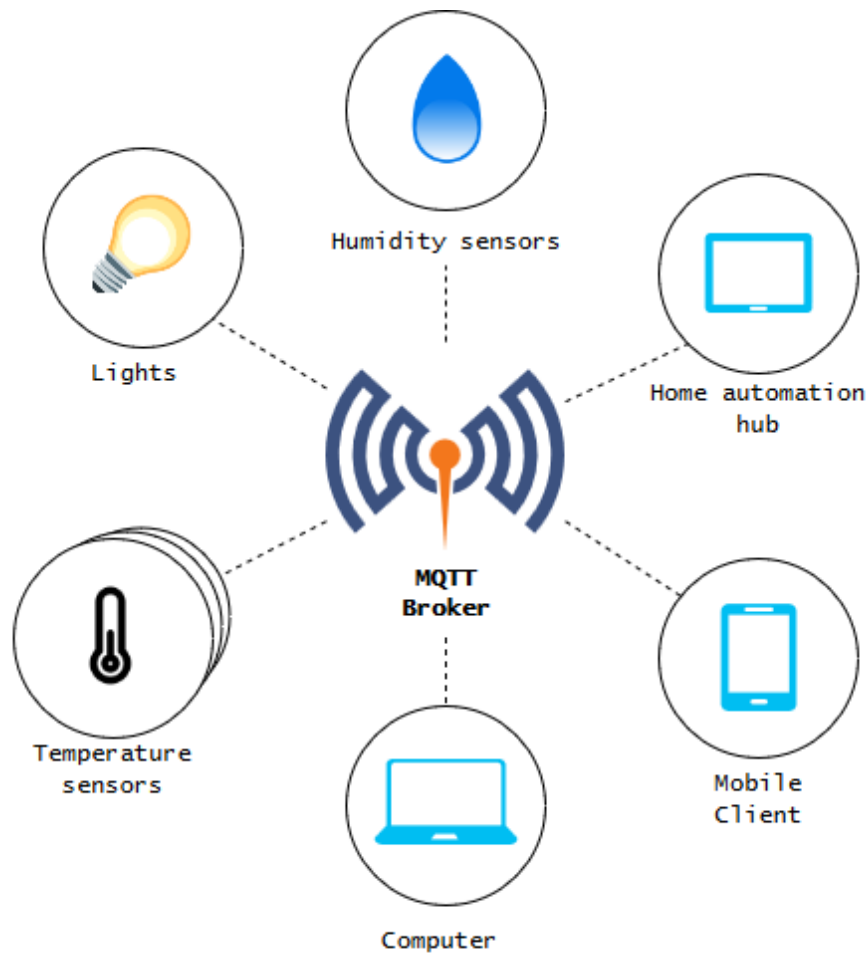 Humidity sensors
Lights
Home automation
hub
MQTT
Broker
Temperature
sensors
Mobile
Client
Computer